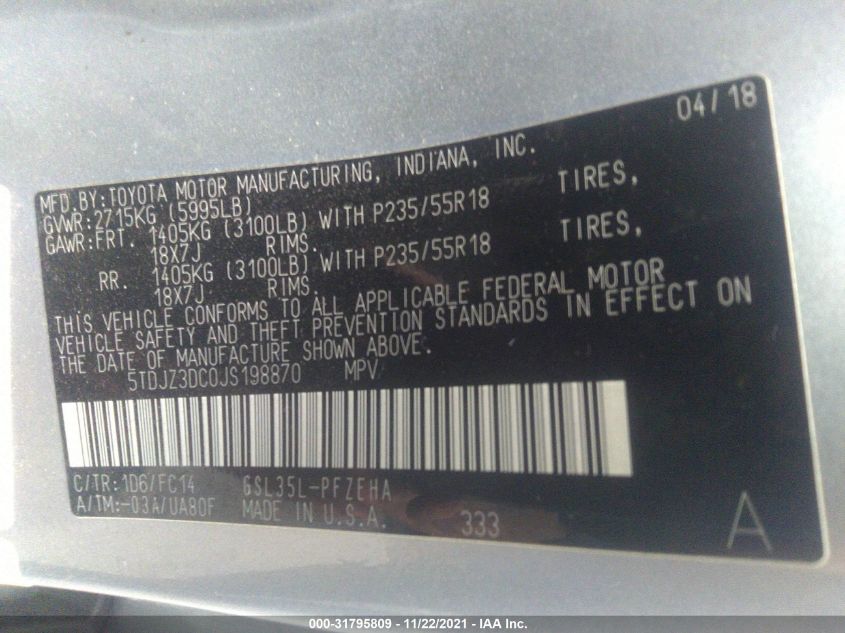 04/18
MFD.BY:TOYOTA MOTOR MANUFACTURING, INDIANA, INC.
GVWR:2715KG (5995LB)
GAWR:FRT. 1405KG (3100LB) WITH P235/55R18 TIRES,
18X7J RIMS.
RR. 1405KG (3100LB) WITH P235/55R18 TIRES,
18X7J RIMS.
THIS VEHICLE CONFORMS TO ALL APPLICABLE FEDERAL MOTOR
VEHICLE SAFETY AND THEFT PREVENTION STANDARDS IN EFFECT ON
THE DATE OF MANUFACTURE SHOWN ABOVE.
5TDJZ3DC0JS198870 MPV
C/TR:1D6/FC14 GSL35L-PFZEHA
A/TM:-03A/UA80F MADE IN U.S.A. 333
A
000-31795809 - 11/22/2021 - IAA Inc.